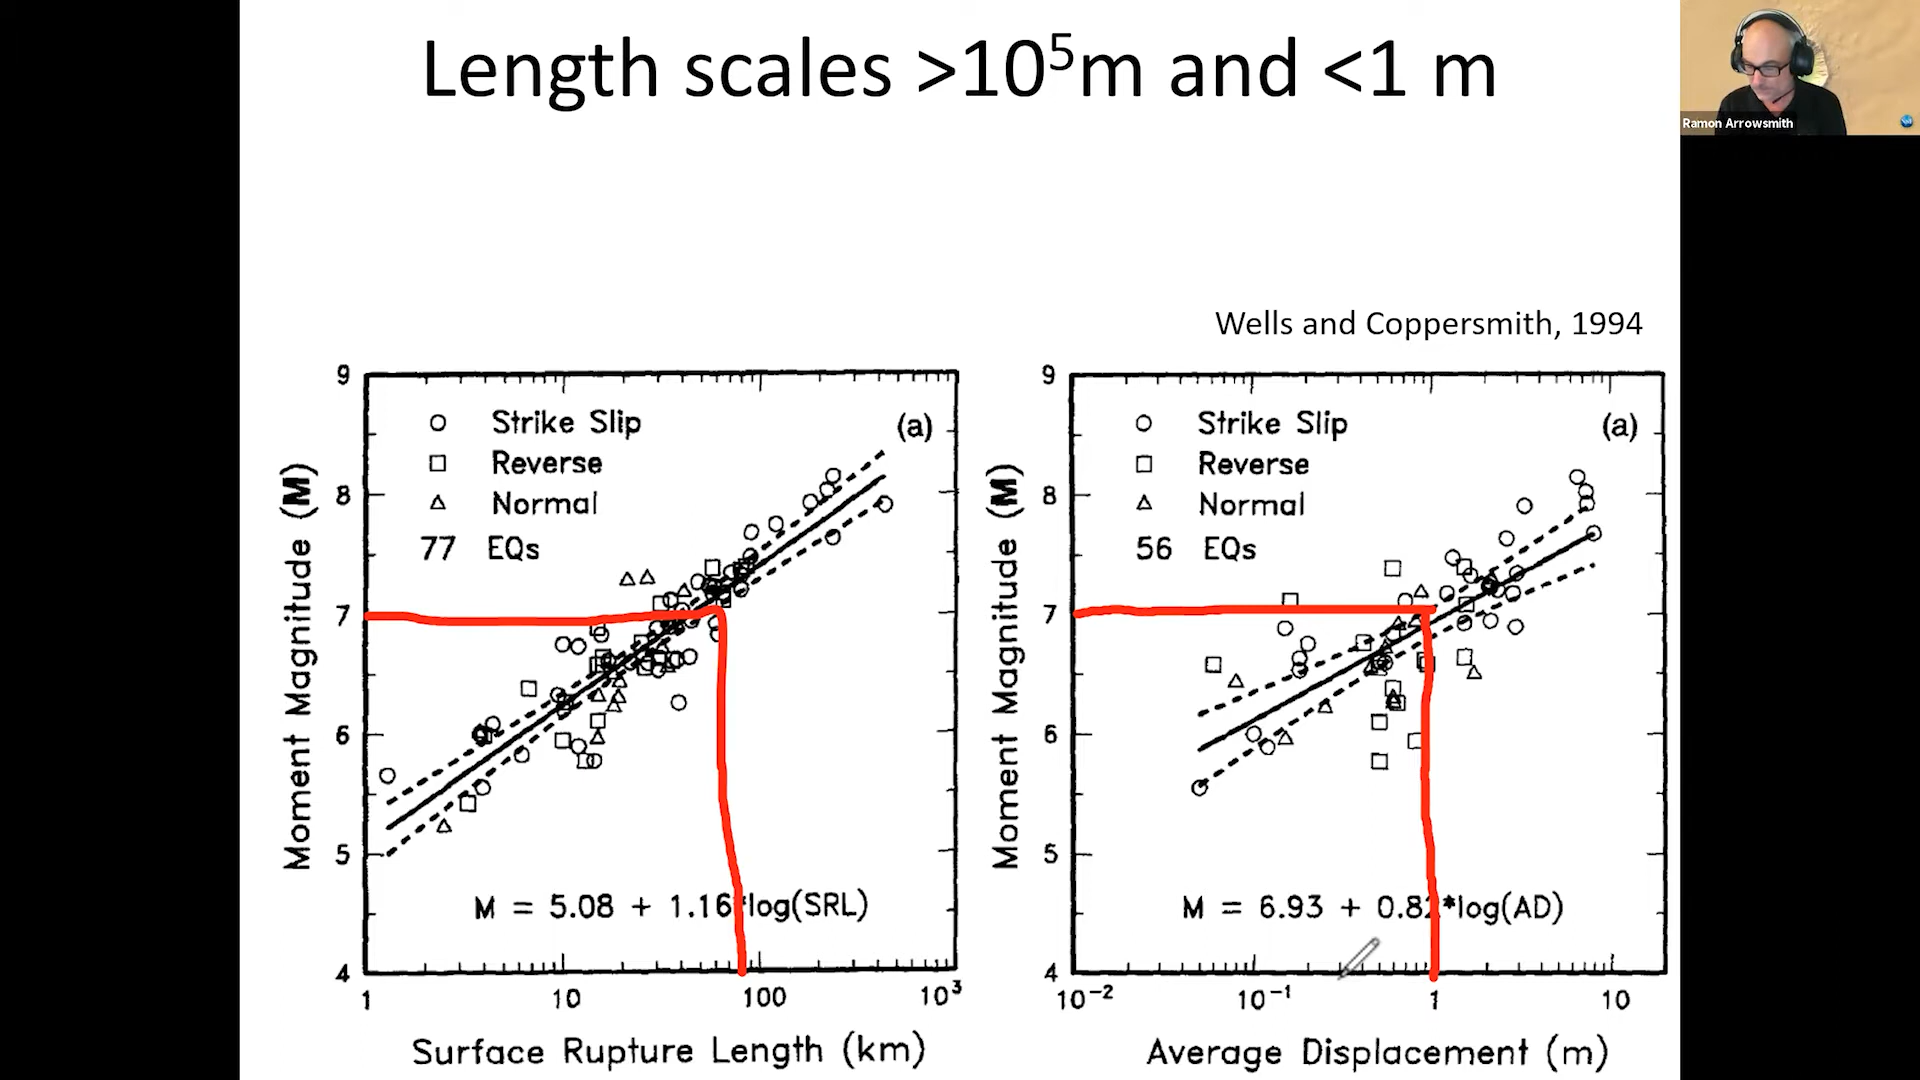 Length scales >10⁵m and <1 m
Ramon Arrowsmith
Wells and Coppersmith, 1994
9
8
7
6
5
4
Moment Magnitude (M)
Strike Slip
Reverse
Normal
77 EQs
(a)
M = 5.08 + 1.16*log(SRL)
1 10 100 10³
Surface Rupture Length (km)
9
8
7
6
5
4
Moment Magnitude (M)
Strike Slip
Reverse
Normal
56 EQs
(a)
M = 6.93 + 0.82*log(AD)
10⁻² 10⁻¹ 1 10
Average Displacement (m)